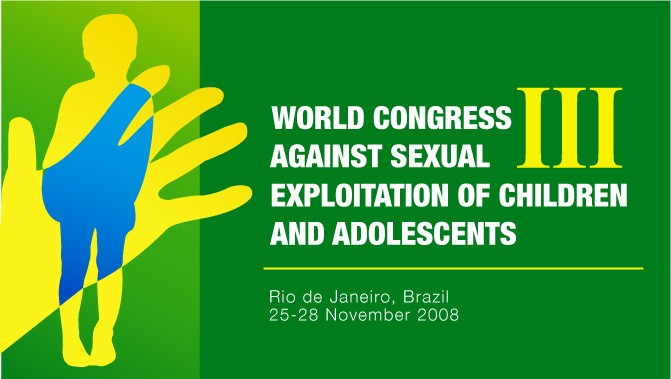 WORLD CONGRESS III
AGAINST SEXUAL
EXPLOITATION OF CHILDREN
AND ADOLESCENTS
Rio de Janeiro, Brazil
25-28 November 2008